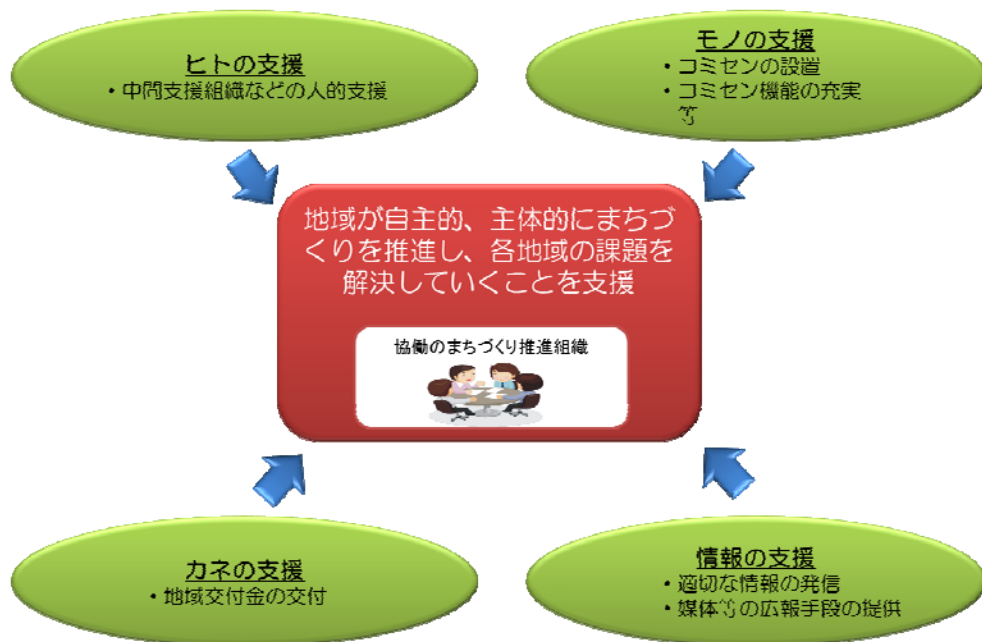 ヒトの支援
・中間支援組織などの人的支援
モノの支援
・コミセンの設置
・コミセン機能の充実
等
地域が自主的、主体的にまちづ
くりを推進し、各地域の課題を
解決していくことを支援
協働のまちづくり推進組織
カネの支援
・地域交付金の交付
情報の支援
・適切な情報の発信
・媒体等の広報手段の提供